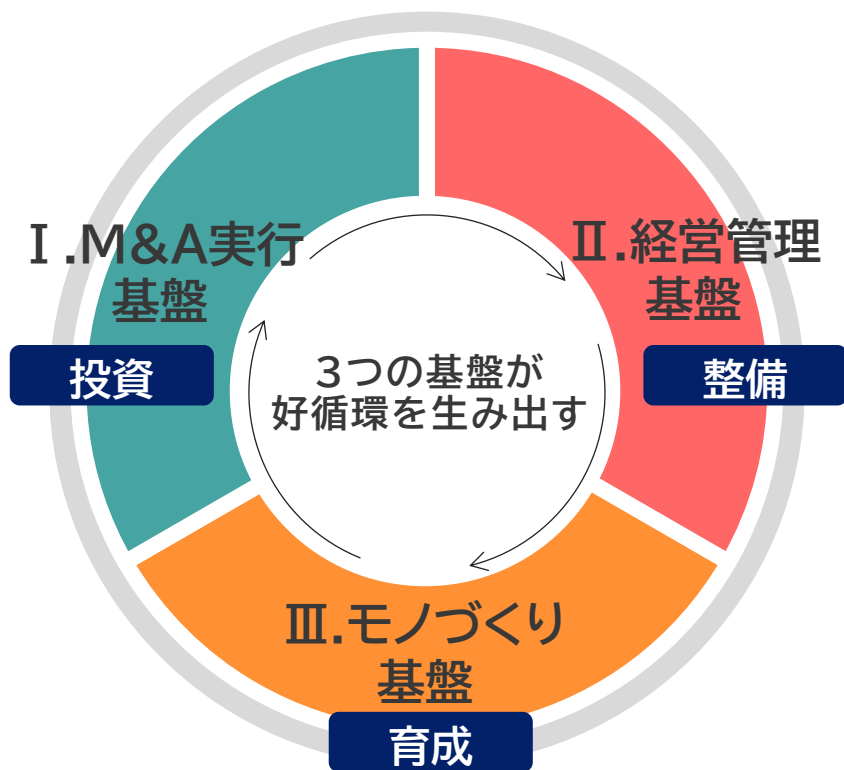 Ⅰ.M&A実行
基盤
投資
Ⅱ.経営管理
基盤
整備
3つの基盤が
好循環を生み出す
Ⅲ.モノづくり
基盤
育成